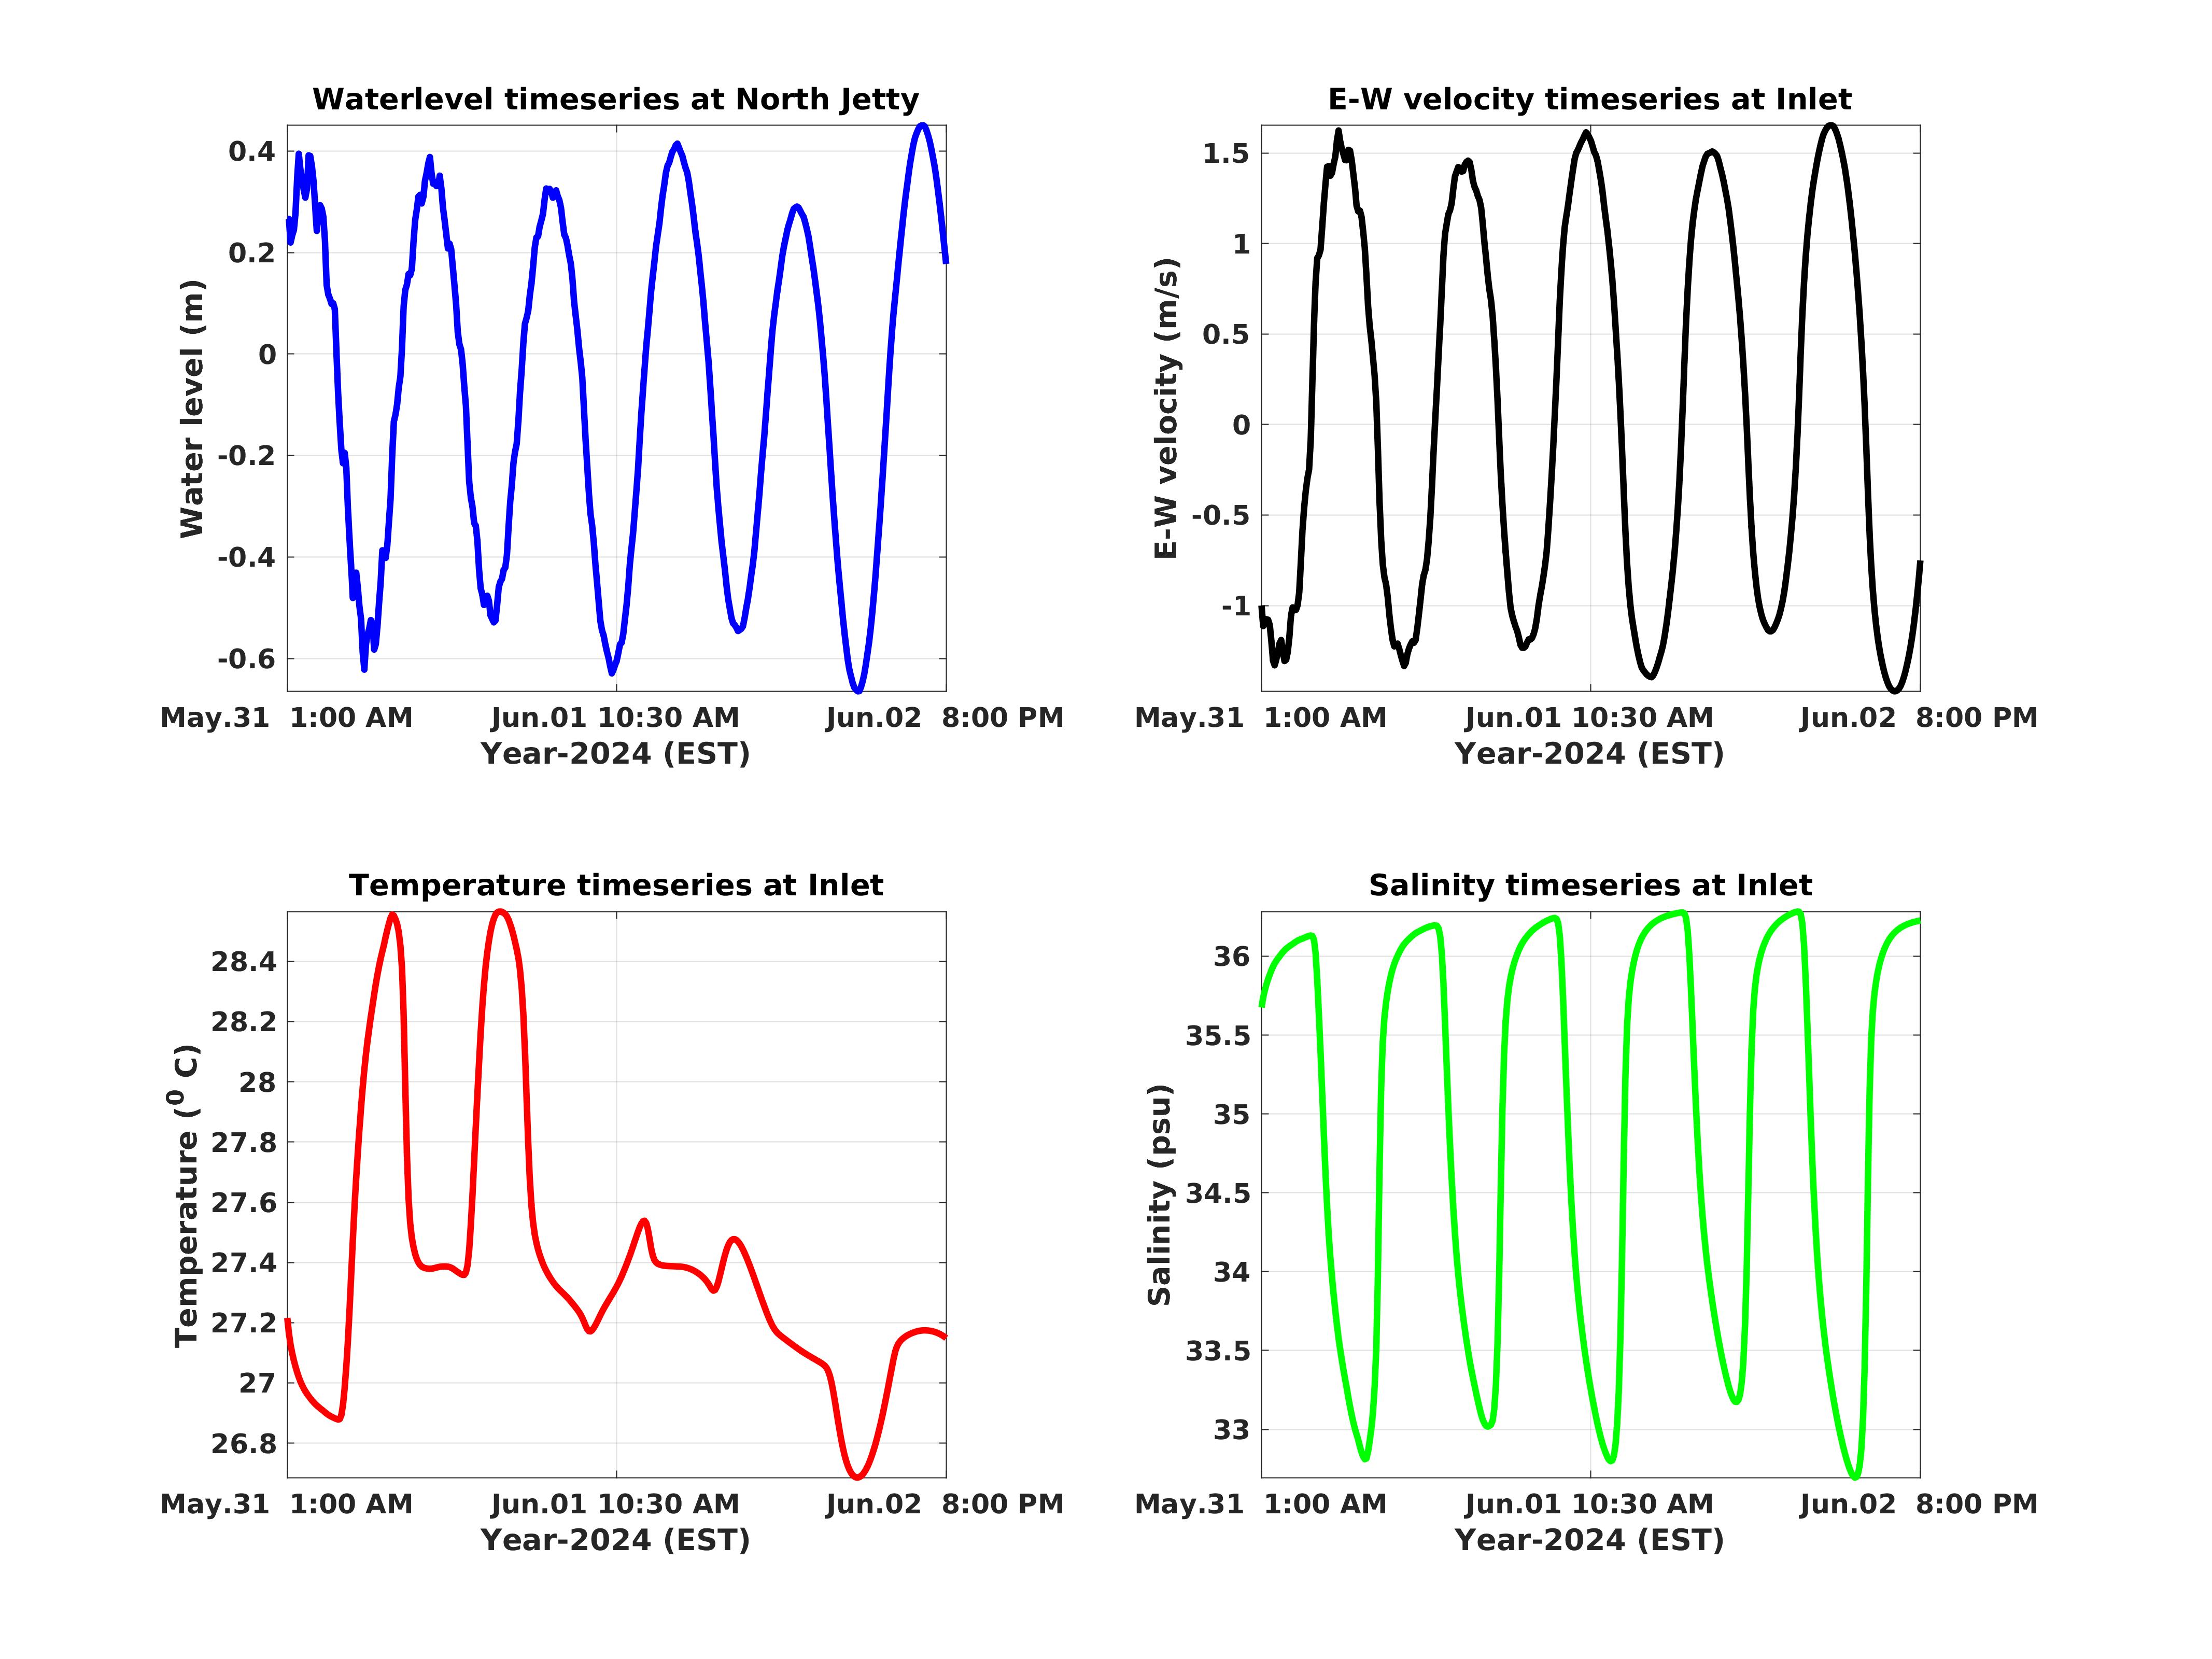 Waterlevel timeseries at North Jetty
0.4
0.2
0
-0.2
-0.4
-0.6
Water level (m)
May.31 1:00 AM
Jun.01 10:30 AM
Jun.02 8:00 PM
Year-2024 (EST)
E-W velocity timeseries at Inlet
1.5
1
0.5
0
-0.5
-1
E-W velocity (m/s)
May.31 1:00 AM
Jun.01 10:30 AM
Jun.02 8:00 PM
Year-2024 (EST)
Temperature timeseries at Inlet
28.4
28.2
28
27.8
27.6
27.4
27.2
27
26.8
Temperature (⁰ C)
May.31 1:00 AM
Jun.01 10:30 AM
Jun.02 8:00 PM
Year-2024 (EST)
Salinity timeseries at Inlet
36
35.5
35
34.5
34
33.5
33
Salinity (psu)
May.31 1:00 AM
Jun.01 10:30 AM
Jun.02 8:00 PM
Year-2024 (EST)